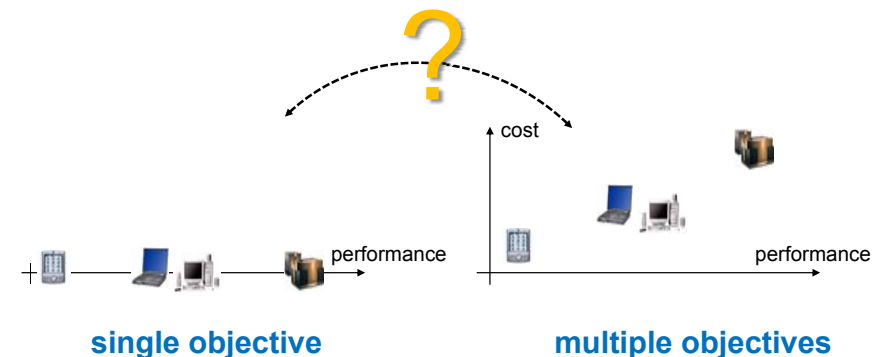 ?
cost
performance
performance
single objective
multiple objectives